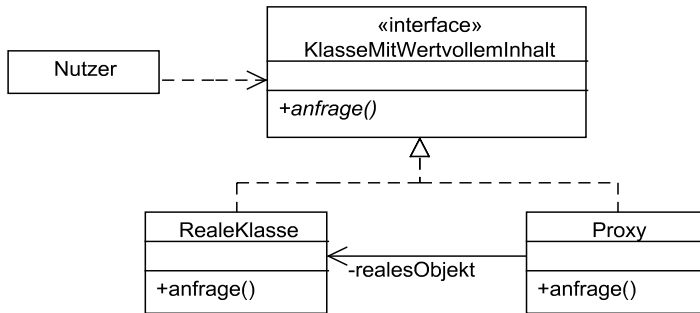 «interface»
KlasseMitWertvollemInhalt
Nutzer
+anfrage()
RealeKlasse
Proxy
-realesObjekt
+anfrage()
+anfrage()